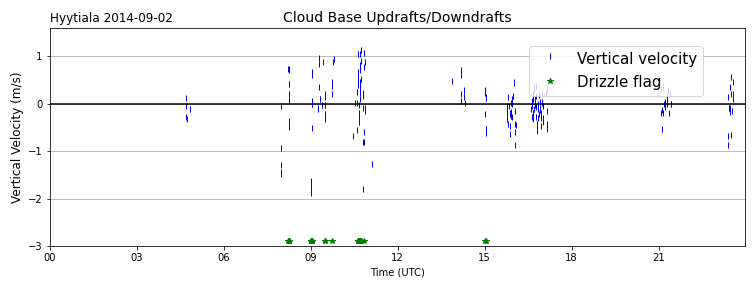 Hyytiala 2014-09-02
Cloud Base Updrafts/Downdrafts
Vertical Velocity (m/s)
1
0
−1
−2
−3
Vertical velocity
Drizzle flag
00 03 06 09 12 15 18 21
Time (UTC)